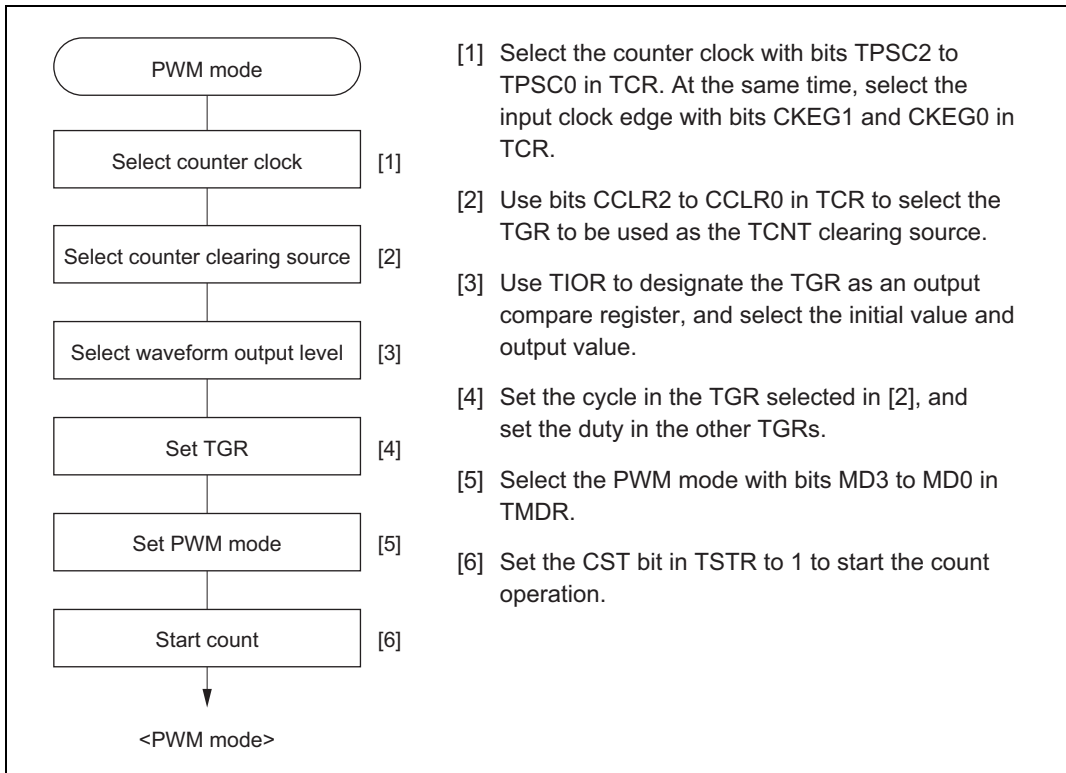 PWM mode
Select counter clock [1]
Select counter clearing source [2]
Select waveform output level [3]
Set TGR [4]
Set PWM mode [5]
Start count [6]
<PWM mode>
[1] Select the counter clock with bits TPSC2 to
TPSC0 in TCR. At the same time, select the
input clock edge with bits CKEG1 and CKEG0 in
TCR.
[2] Use bits CCLR2 to CCLR0 in TCR to select the
TGR to be used as the TCNT clearing source.
[3] Use TIOR to designate the TGR as an output
compare register, and select the initial value and
output value.
[4] Set the cycle in the TGR selected in [2], and
set the duty in the other TGRs.
[5] Select the PWM mode with bits MD3 to MD0 in
TMDR.
[6] Set the CST bit in TSTR to 1 to start the count
operation.